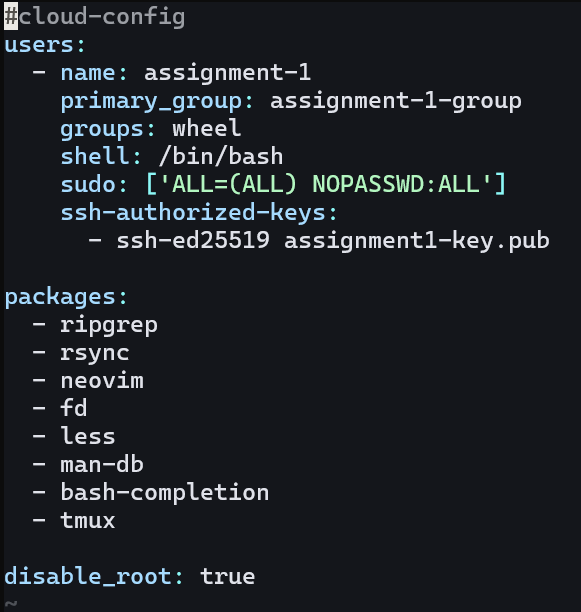 #cloud-config
users:
  - name: assignment-1
    primary_group: assignment-1-group
    groups: wheel
    shell: /bin/bash
    sudo: ['ALL=(ALL) NOPASSWD:ALL']
    ssh-authorized-keys:
      - ssh-ed25519 assignment1-key.pub

packages:
  - ripgrep
  - rsync
  - neovim
  - fd
  - less
  - man-db
  - bash-completion
  - tmux

disable_root: true
~